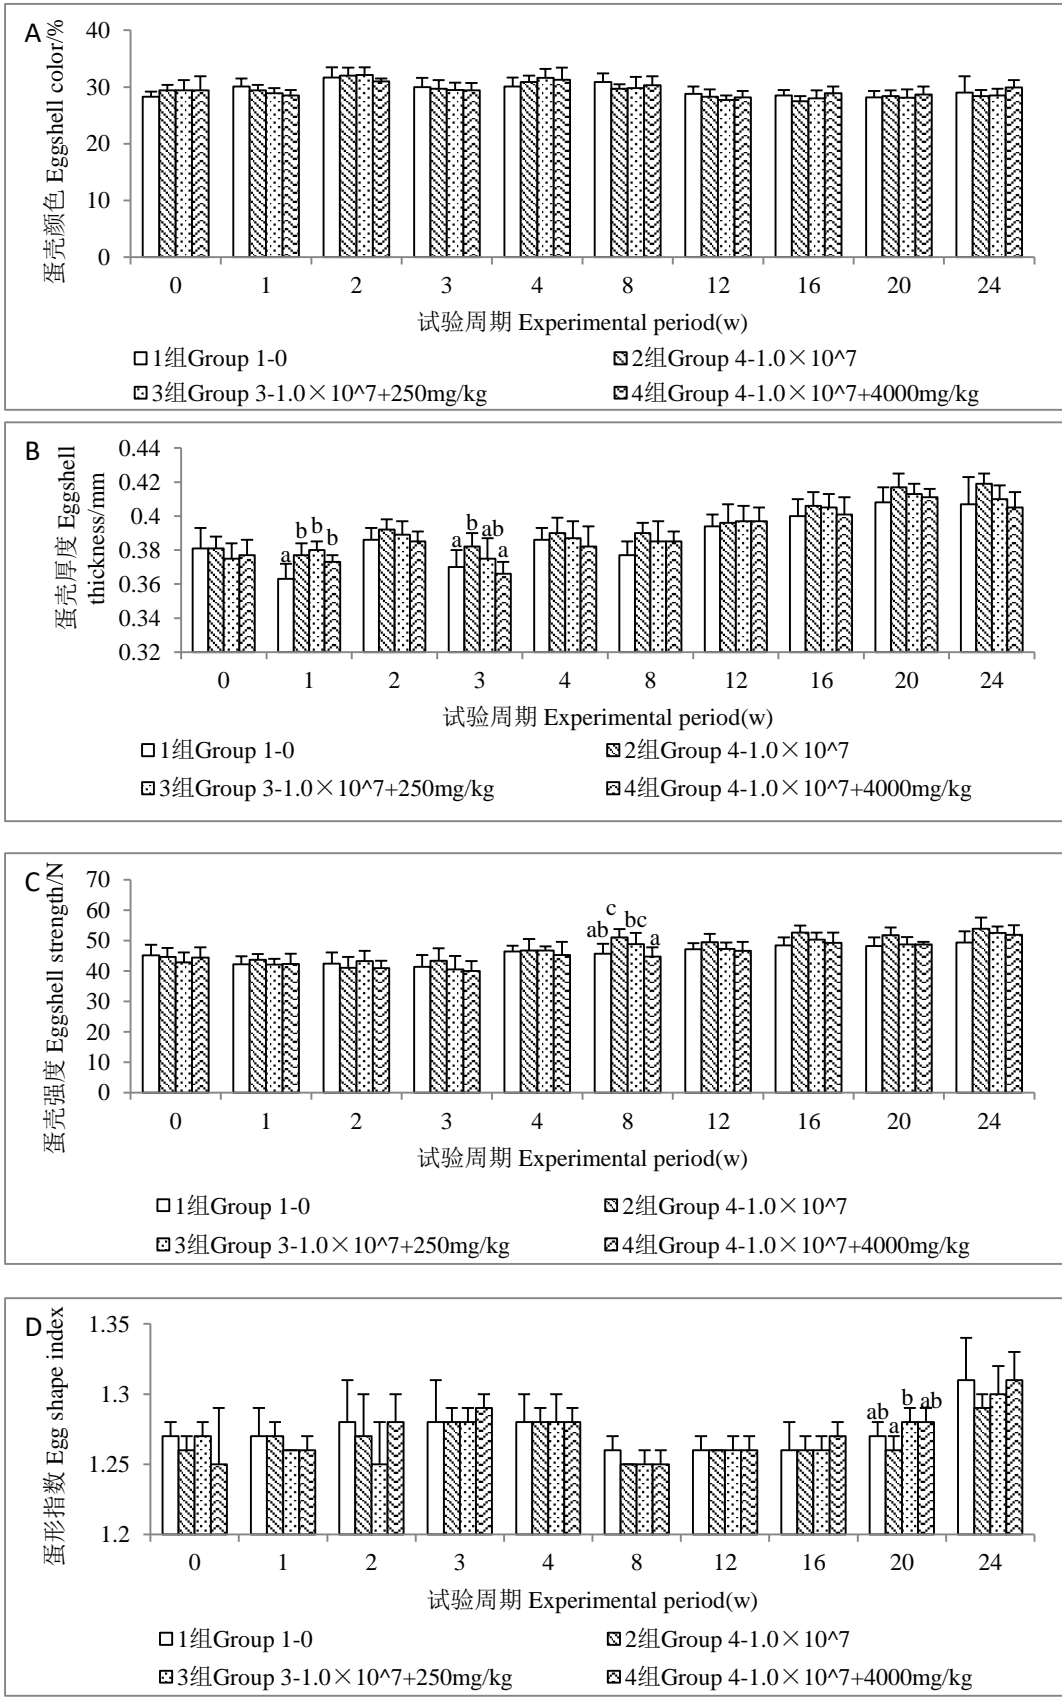 A
蛋壳颜色 Eggshell color/%
40
30
20
10
0
0 1 2 3 4 8 12 16 20 24
试验周期 Experimental period(w)
1组Group 1-0 2组Group 4-1.0×10^7
3组Group 3-1.0×10^7+250mg/kg 4组Group 4-1.0×10^7+4000mg/kg
B
蛋壳厚度 Eggshell
thickness/mm
0.44
0.42
0.4
0.38
0.36
0.34
0.32
a b b b a b ab a
0 1 2 3 4 8 12 16 20 24
试验周期 Experimental period(w)
1组Group 1-0 2组Group 4-1.0×10^7
3组Group 3-1.0×10^7+250mg/kg 4组Group 4-1.0×10^7+4000mg/kg
C
蛋壳强度 Eggshell strength/N
70
60
50
40
30
20
10
0
ab c bc a
0 1 2 3 4 8 12 16 20 24
试验周期 Experimental period(w)
1组Group 1-0 2组Group 4-1.0×10^7
3组Group 3-1.0×10^7+250mg/kg 4组Group 4-1.0×10^7+4000mg/kg
D
蛋形指数 Egg shape index
1.35
1.3
1.25
1.2
ab a b ab
0 1 2 3 4 8 12 16 20 24
试验周期 Experimental period(w)
1组Group 1-0 2组Group 4-1.0×10^7
3组Group 3-1.0×10^7+250mg/kg 4组Group 4-1.0×10^7+4000mg/kg